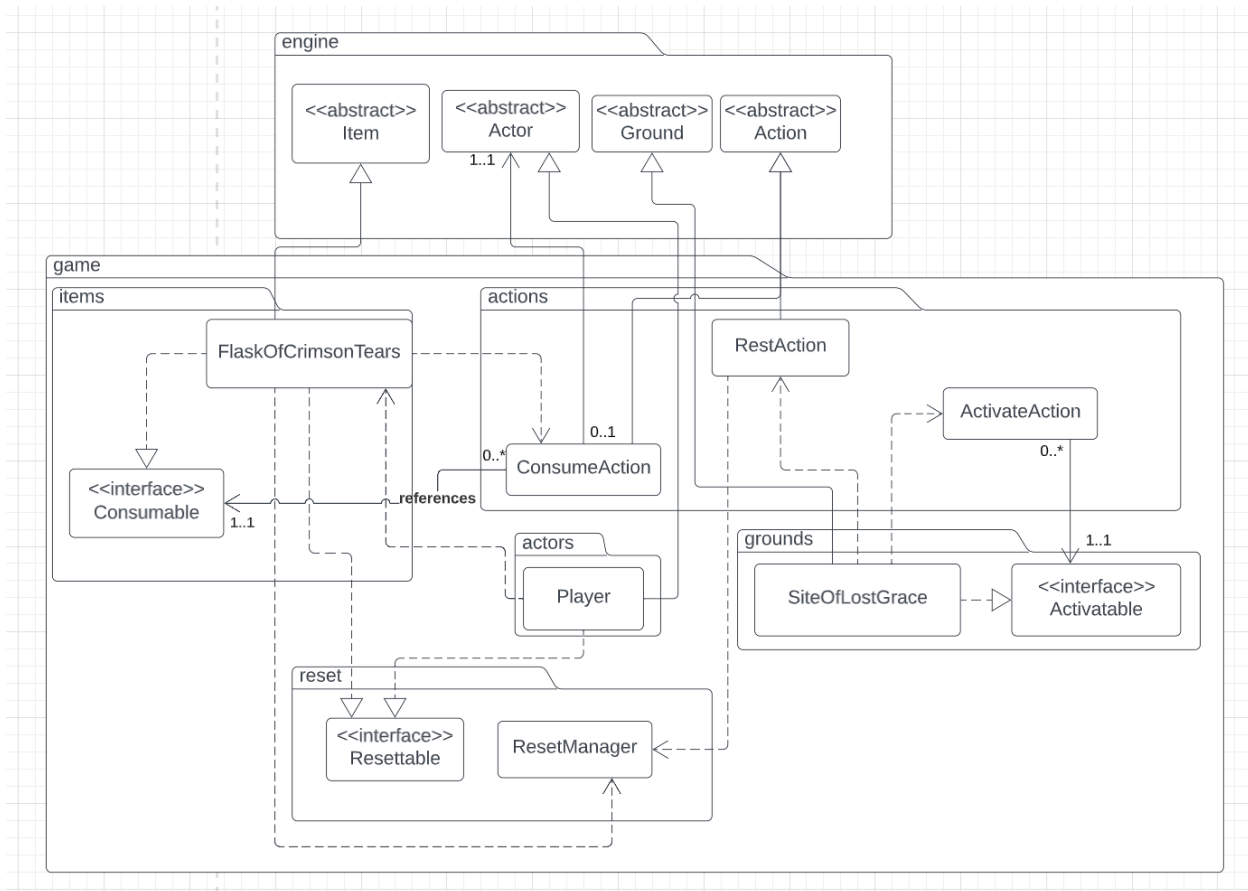 engine
<<abstract>>
Item
<<abstract>>
Actor
<<abstract>>
Ground
<<abstract>>
Action
1..1
game
items
actions
FlaskOfCrimsonTears
RestAction
ActivateAction
0..1
0..*
0..*
ConsumeAction
<<interface>>
Consumable
references
1..1
actors
grounds
1..1
Player
SiteOfLostGrace
<<interface>>
Activatable
reset
<<interface>>
Resettable
ResetManager